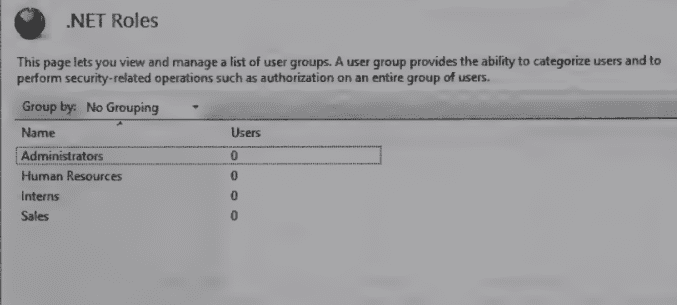 .NET Roles
This page lets you view and manage a list of user groups. A user group provides the ability to categorize users and to
perform security-related operations such as authorization on an entire group of users.
Group by: No Grouping
Name Users
Administrators 0
Human Resources 0
Interns 0
Sales 0